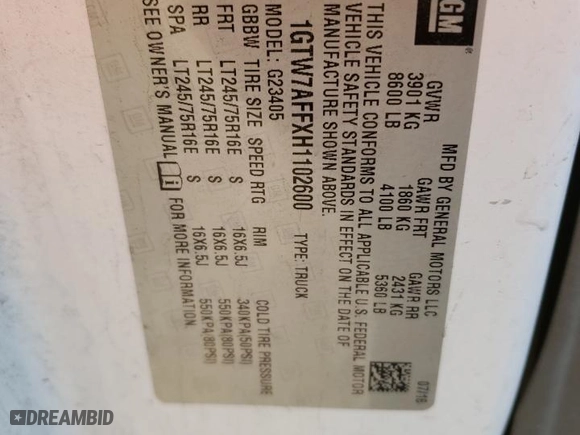 GM ®
MFD BY GENERAL MOTORS LLC 07/18
GVWR GAWR FRT GAWR RR
3901 KG 1860 KG 2431 KG
8600 LB 4100 LB 5360 LB
THIS VEHICLE CONFORMS TO ALL APPLICABLE U.S. FEDERAL MOTOR
VEHICLE SAFETY STANDARDS IN EFFECT ON THE DATE OF
MANUFACTURE SHOWN ABOVE.
1GTW7AFFXH1102600 TYPE: TRUCK
MODEL: G23405
GBBW TIRE SIZE SPEED RTG RIM COLD TIRE PRESSURE
FRT LT245/75R16E S 16X6.5J 340KPA(50PSI)
RR LT245/75R16E S 16X6.5J 550KPA(80PSI)
SPA LT245/75R16E S 16X6.5J 550KPA(80PSI)
SEE OWNER'S MANUAL i FOR MORE INFORMATION.
DREAMBID